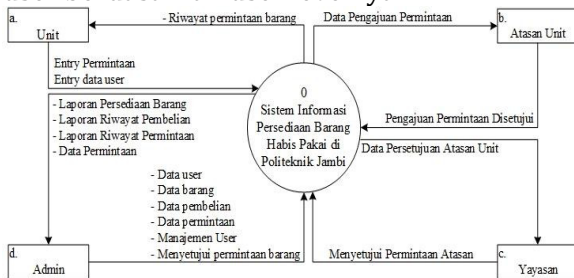 a.
Unit
- Riwayat permintaan barang
Data Pengajuan Permintaan
b.
Atasan Unit
Entry Permintaan
Entry data user
0
Sistem Informasi
Persediaan Barang
Habis Pakai di
Politeknik Jambi
- Laporan Persediaan Barang
- Laporan Riwayat Pembelian
- Laporan Riwayat Permintaan
- Data Permintaan
Pengajuan Permintaan Disetujui
Data Persetujuan Atasan Unit
- Data user
- Data barang
- Data pembelian
- Data permintaan
- Manajemen User
- Menyetujui permintaan barang
d.
Admin
Menyetujui Permintaan Atasan
c.
Yayasan